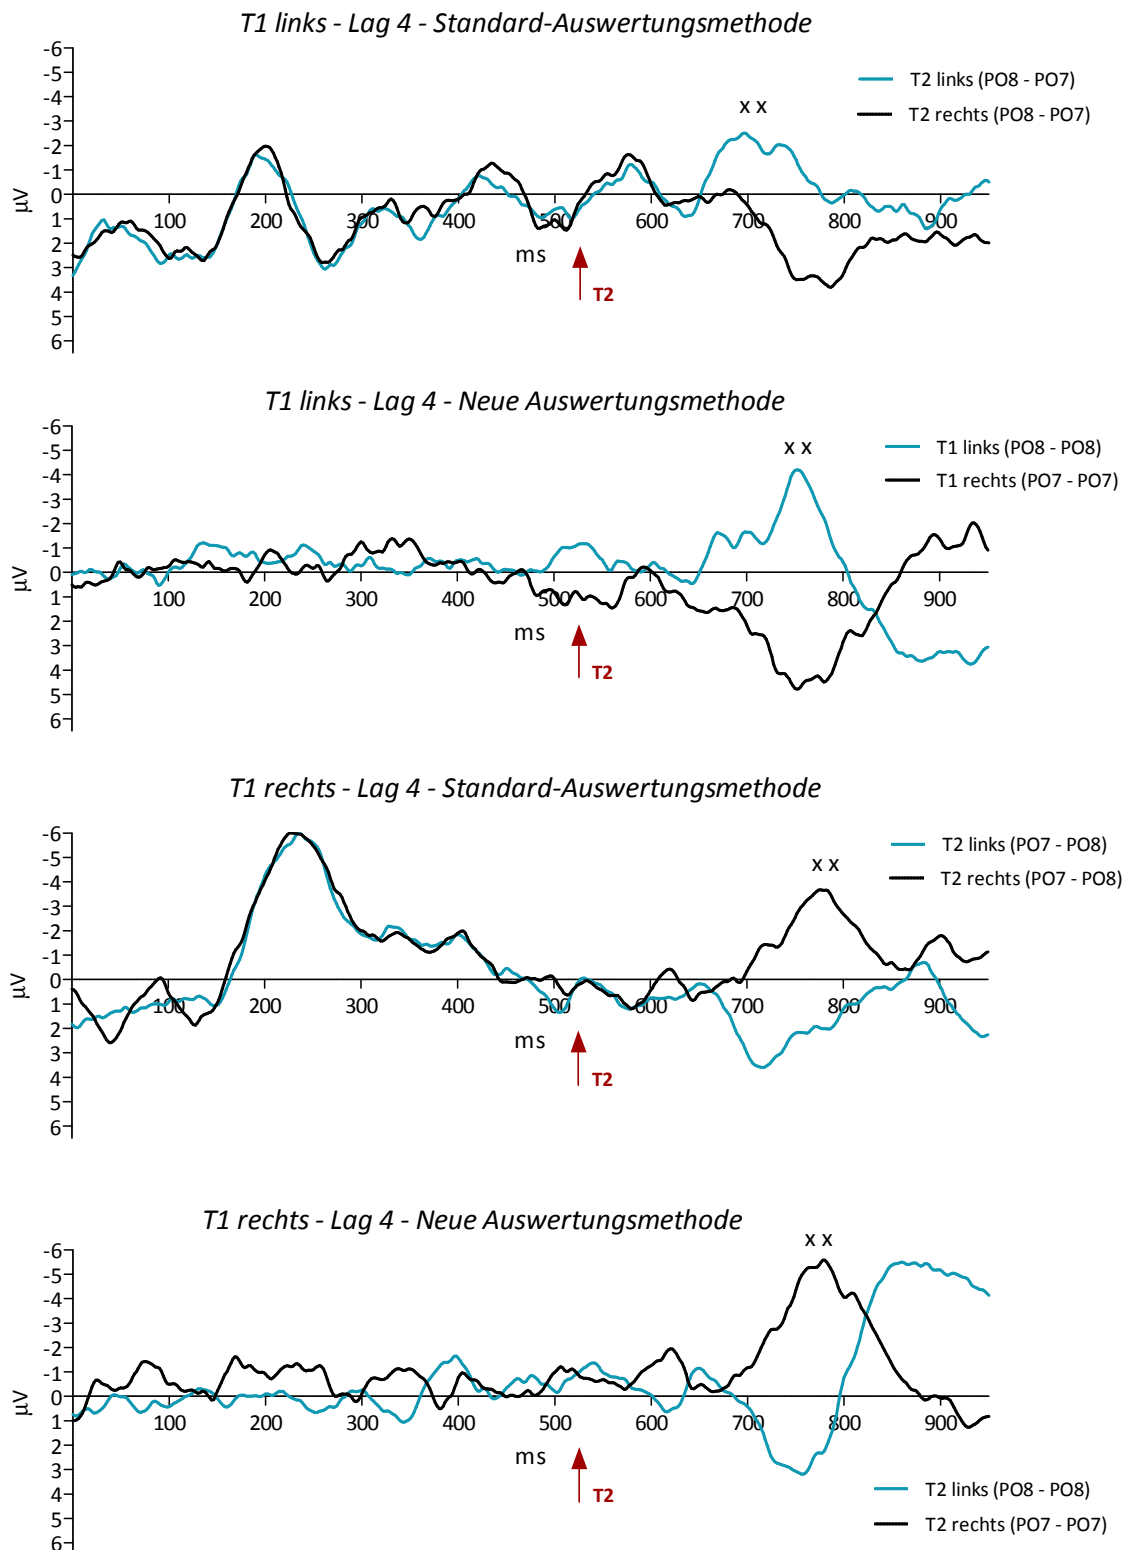 T1 links - Lag 4 - Standard-Auswertungsmethode
-6
-5
-4
-3
-2
-1
0
1
2
3
4
5
6
µV
100 200 300 400 500 600 700 800 900
ms
T2
x x
T2 links (PO8 - PO7)
T2 rechts (PO8 - PO7)
T1 links - Lag 4 - Neue Auswertungsmethode
-6
-5
-4
-3
-2
-1
0
1
2
3
4
5
6
µV
100 200 300 400 500 600 700 800 900
ms
T2
x x
T1 links (PO8 - PO8)
T1 rechts (PO7 - PO7)
T1 rechts - Lag 4 - Standard-Auswertungsmethode
-6
-5
-4
-3
-2
-1
0
1
2
3
4
5
6
µV
100 200 300 400 500 600 700 800 900
ms
T2
x x
T2 links (PO7 - PO8)
T2 rechts (PO7 - PO8)
T1 rechts - Lag 4 - Neue Auswertungsmethode
-6
-5
-4
-3
-2
-1
0
1
2
3
4
5
6
µV
100 200 300 400 500 600 700 800 900
ms
T2
x x
T2 links (PO8 - PO8)
T2 rechts (PO7 - PO7)